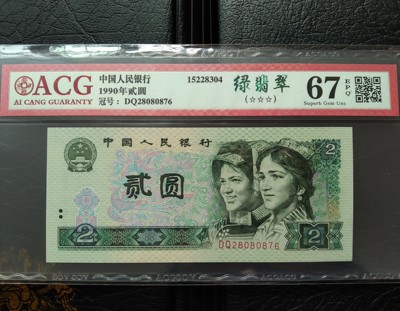 ACG
AI CANG GUARANTY
中国人民银行
1990年贰圆
冠号：DQ28080876
15228304
绿翡翠
(☆☆☆)
67 EPQ
Superb Gem Unc
中国人民银行
2
贰圆
DQ28080876
2
2